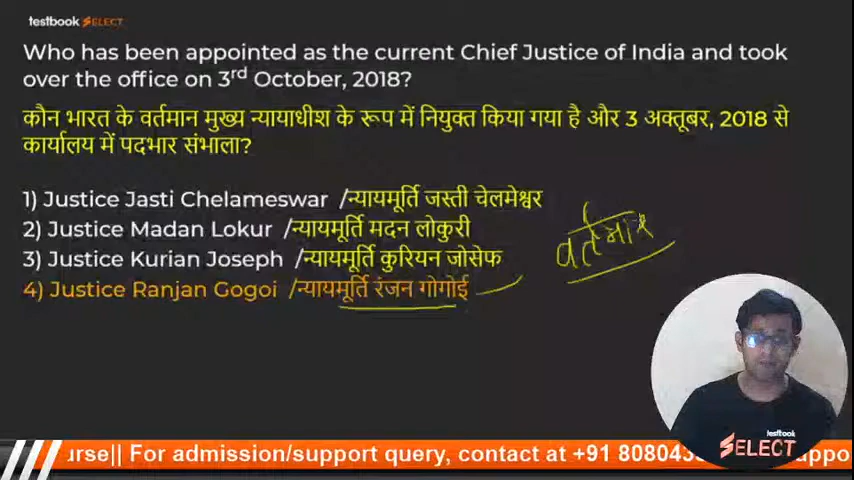 testbook SELECT
Who has been appointed as the current Chief Justice of India and took
over the office on 3rd October, 2018?
कौन भारत के वर्तमान मुख्य न्यायाधीश के रूप में नियुक्त किया गया है और 3 अक्तूबर, 2018 से
कार्यालय में पदभार संभाला?
1) Justice Jasti Chelameswar /न्यायमूर्ति जस्ती चेलमेश्वर
2) Justice Madan Lokur /न्यायमूर्ति मदन लोकुरी
3) Justice Kurian Joseph /न्यायमूर्ति कुरियन जोसेफ
4) Justice Ranjan Gogoi /न्यायमूर्ति रंजन गोगोई
वर्तमान
testbook
SELECT
urse|| For admission/support query, contact at +91 80804